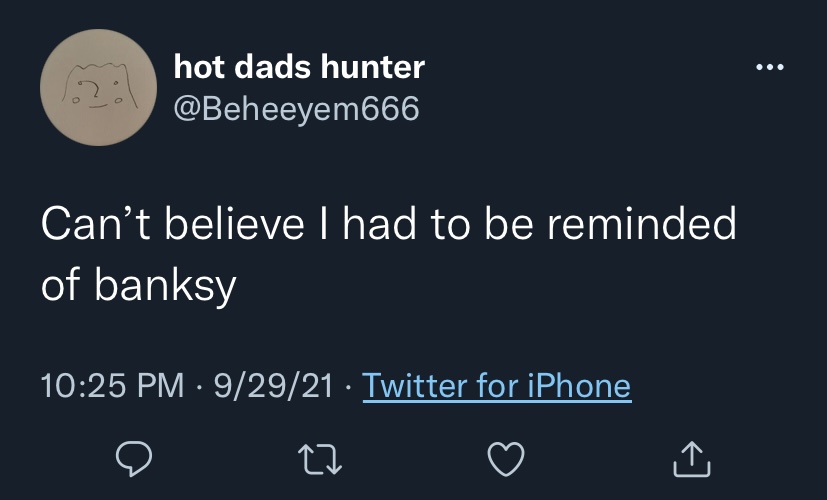 hot dads hunter
@Beheeyem666
Can’t believe I had to be reminded
of banksy
10:25 PM · 9/29/21 · Twitter for iPhone